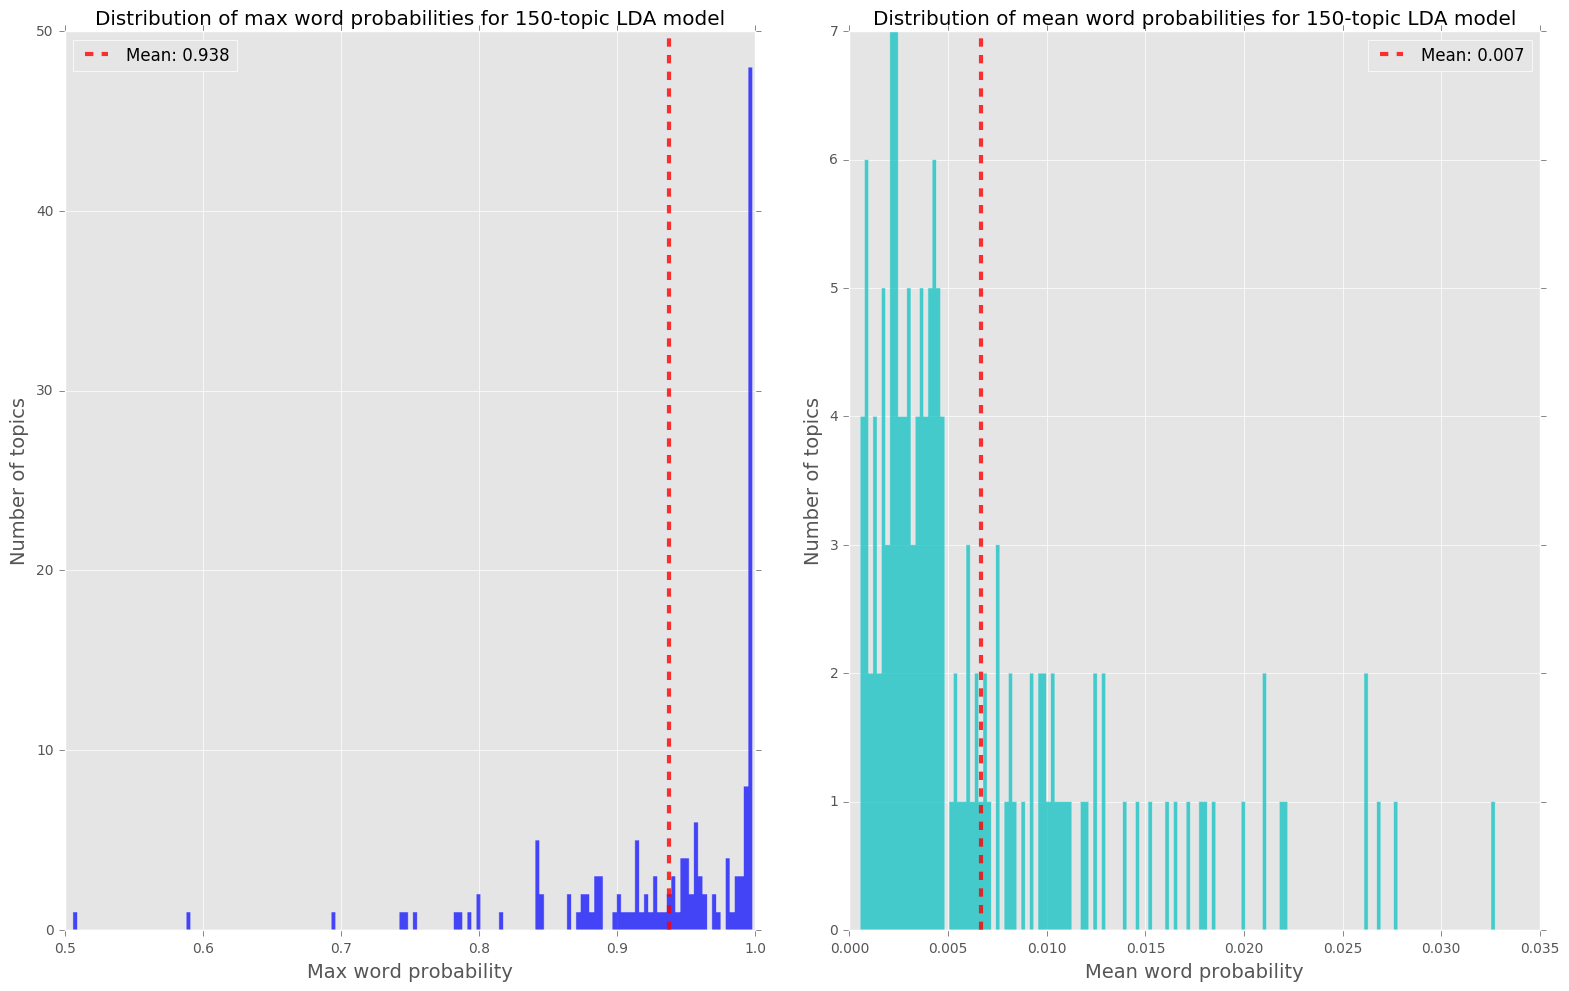 Distribution of max word probabilities for 150-topic LDA model
Mean: 0.938
50
40
30
20
10
0
Number of topics
0.5 0.6 0.7 0.8 0.9 1.0
Max word probability
Distribution of mean word probabilities for 150-topic LDA model
Mean: 0.007
7
6
5
4
3
2
1
0
Number of topics
0.000 0.005 0.010 0.015 0.020 0.025 0.030 0.035
Mean word probability